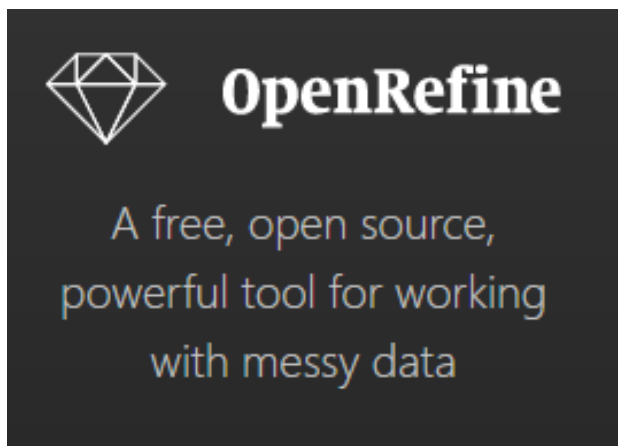 OpenRefine
A free, open source,
powerful tool for working
with messy data